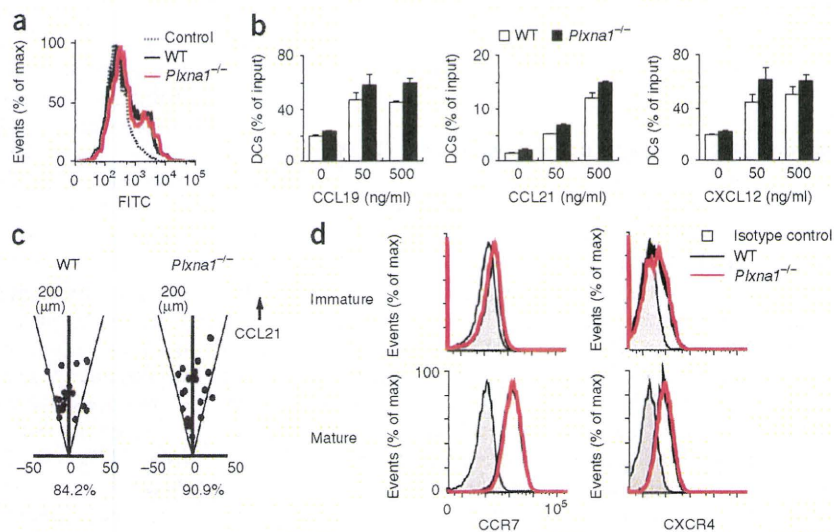 a
Control
WT
Plxna1–/–
Events (% of max)
100
50
0
0 10² 10³ 10⁴ 10⁵
FITC
b
WT Plxna1–/–
DCs (% of input)
80
40
0
0 50 500
CCL19 (ng/ml)
DCs (% of input)
20
10
0
0 50 500
CCL21 (ng/ml)
DCs (% of input)
80
40
0
0 50 500
CXCL12 (ng/ml)
c
WT
Plxna1–/–
200
(μm)
200
(μm)
CCL21
–50 0 50
–50 0 50
84.2%
90.9%
d
Isotype control
WT
Plxna1–/–
Immature
Events (% of max)
Events (% of max)
Mature
Events (% of max)
100
0
0 10⁵
CCR7
Events (% of max)
CXCR4